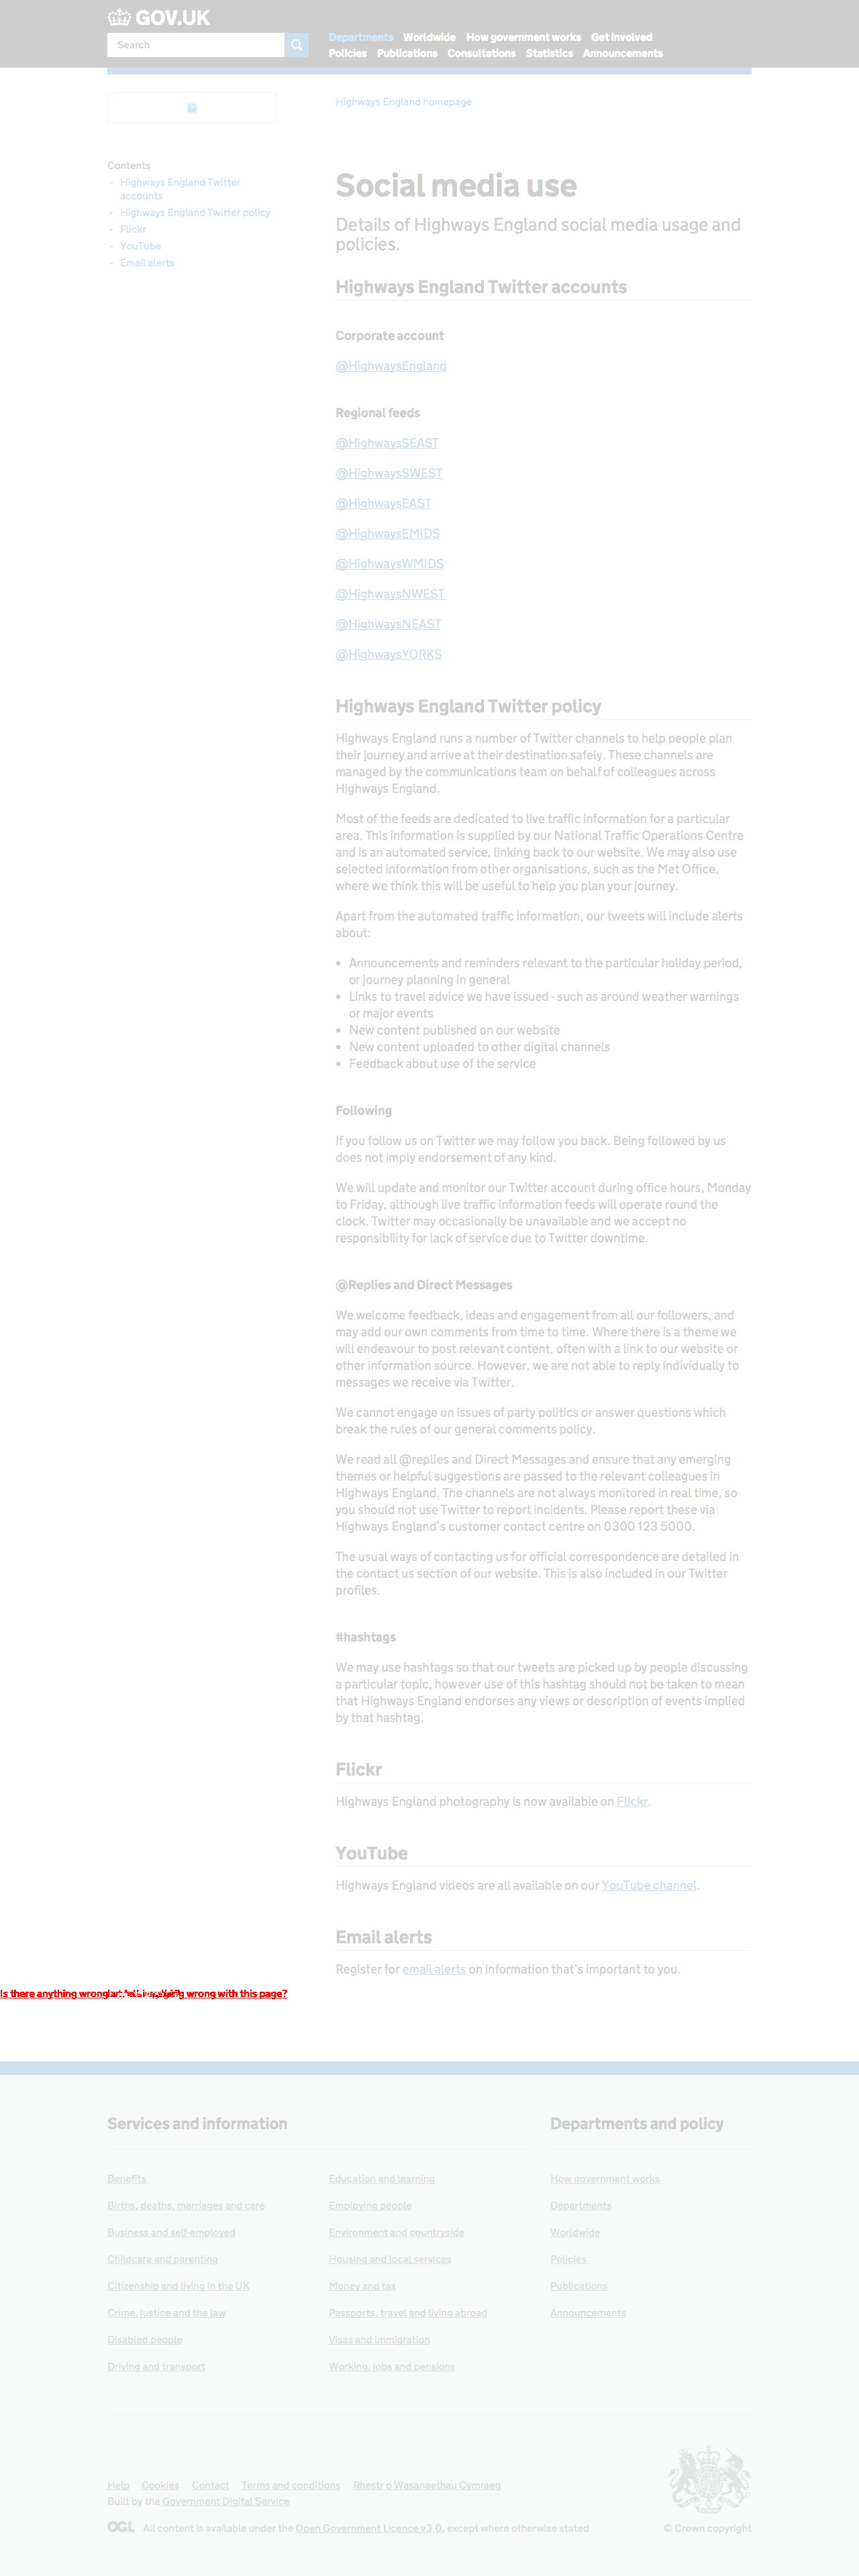 GOV.UK
Search
Departments Worldwide How government works Get involved
Policies Publications Consultations Statistics Announcements
Highways England homepage
Contents
- Highways England Twitter
accounts
- Highways England Twitter policy
- Flickr
- YouTube
- Email alerts
Social media use
Details of Highways England social media usage and
policies.
Highways England Twitter accounts
Corporate account
@HighwaysEngland
Regional feeds
@HighwaysSEAST
@HighwaysSWEST
@HighwaysEAST
@HighwaysEMIDS
@HighwaysWMIDS
@HighwaysNWEST
@HighwaysNEAST
@HighwaysYORKS
Highways England Twitter policy
Highways England runs a number of Twitter channels to help people plan
their journey and arrive at their destination safely. These channels are
managed by the communications team on behalf of colleagues across
Highways England.
Most of the feeds are dedicated to live traffic information for a particular
area. This information is supplied by our National Traffic Operations Centre
and is an automated service, linking back to our website. We may also use
selected information from other organisations, such as the Met Office,
where we think this will be useful to help you plan your journey.
Apart from the automated traffic information, our tweets will include alerts
about:
• Announcements and reminders relevant to the particular holiday period,
or journey planning in general
• Links to travel advice we have issued - such as around weather warnings
or major events
• New content published on our website
• New content uploaded to other digital channels
• Feedback about use of the service
Following
If you follow us on Twitter we may follow you back. Being followed by us
does not imply endorsement of any kind.
We will update and monitor our Twitter account during office hours, Monday
to Friday, although live traffic information feeds will operate round the
clock. Twitter may occasionally be unavailable and we accept no
responsibility for lack of service due to Twitter downtime.
@Replies and Direct Messages
We welcome feedback, ideas and engagement from all our followers, and
may add our own comments from time to time. Where there is a theme we
will endeavour to post relevant content, often with a link to our website or
other information source. However, we are not able to reply individually to
messages we receive via Twitter.
We cannot engage on issues of party politics or answer questions which
break the rules of our general comments policy.
We read all @replies and Direct Messages and ensure that any emerging
themes or helpful suggestions are passed to the relevant colleagues in
Highways England. The channels are not always monitored in real time, so
you should not use Twitter to report incidents. Please report these via
Highways England's customer contact centre on 0300 123 5000.
The usual ways of contacting us for official correspondence are detailed in
the contact us section of our website. This is also included in our Twitter
profiles.
#hashtags
We may use hashtags so that our tweets are picked up by people discussing
a particular topic, however use of this hashtag should not be taken to mean
that Highways England endorses any views or description of events implied
by that hashtag.
Flickr
Highways England photography is now available on Flickr.
YouTube
Highways England videos are all available on our YouTube channel.
Email alerts
Register for email alerts on information that's important to you.
Is there anything wrong wrong with this page?
Services and information
Departments and policy
Benefits
Births, deaths, marriages and care
Business and self-employed
Childcare and parenting
Citizenship and living in the UK
Crime, justice and the law
Disabled people
Driving and transport
Education and learning
Employing people
Environment and countryside
Housing and local services
Money and tax
Passports, travel and living abroad
Visas and immigration
Working, jobs and pensions
How government works
Departments
Worldwide
Policies
Publications
Announcements
Help Cookies Contact Terms and conditions Rhestr o Wasanaethau Cymraeg
Built by the Government Digital Service
OGL All content is available under the Open Government Licence v3.0, except where otherwise stated
© Crown copyright